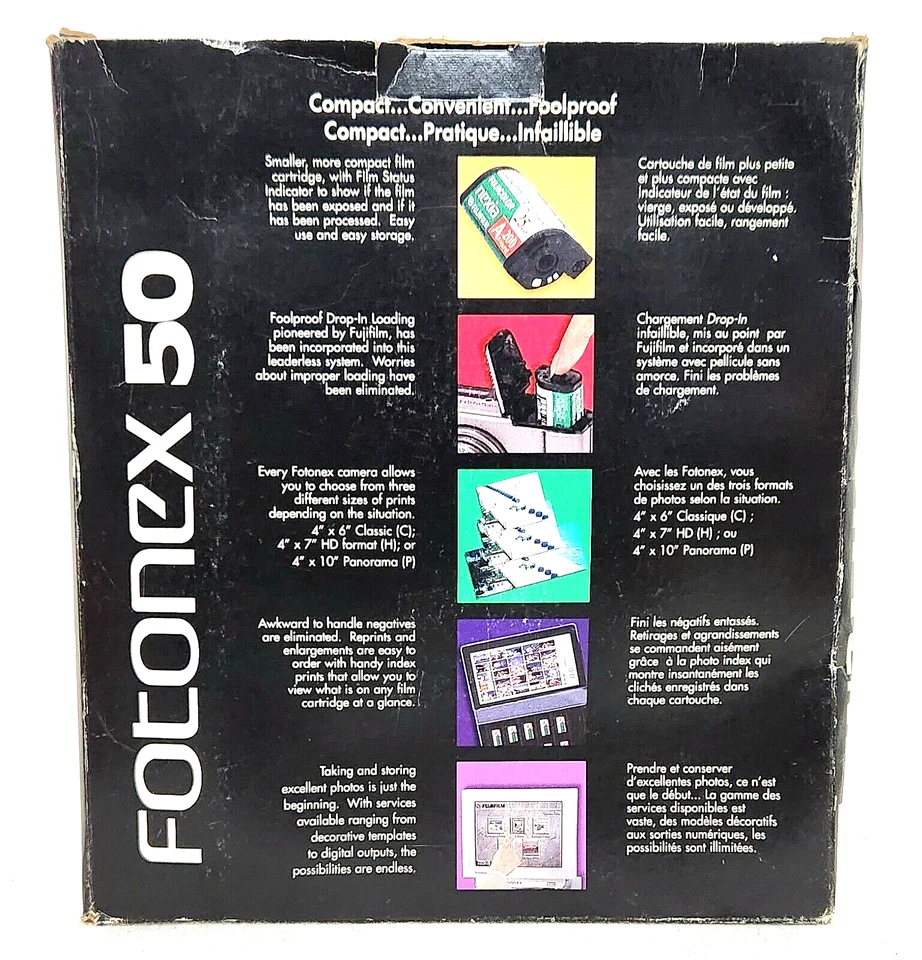 Compact...Convenient...Foolproof
Compact...Pratique...Infaillible
Fotonex 50
Smaller, more compact film
cartridge, with Film Status
Indicator to show if the film
has been exposed and if it
has been processed. Easy
use and easy storage.
Cartouche de film plus petite
et plus compacte avec
Indicateur de l'état du film :
vierge, exposé ou développé.
Utilisation facile, rangement
facile.
nexia
A 200
25
Foolproof Drop-In Loading
pioneered by Fujifilm, has
been incorporated into this
leaderless system. Worries
about improper loading have
been eliminated.
Chargement Drop-In
infaillible, mis au point par
Fujifilm et incorporé dans un
système avec pellicule sans
amorce. Fini les problèmes
de chargement.
Every Fotonex camera allows
you to choose from three
different sizes of prints
depending on the situation.
4" x 6" Classic (C);
4" x 7" HD format (H); or
4" x 10" Panorama (P)
Avec les Fotonex, vous
choisissez un des trois formats
de photos selon la situation.
4" x 6" Classique (C) ;
4" x 7" HD (H) ; ou
4" x 10" Panorama (P)
Awkward to handle negatives
are eliminated. Reprints and
enlargements are easy to
order with handy index
prints that allow you to
view what is on any film
cartridge at a glance.
Fini les négatifs entassés.
Retirages et agrandissements
se commandent aisément
grâce à la photo index qui
montre instantanément les
clichés enregistrés dans
chaque cartouche.
Taking and storing
excellent photos is just the
beginning. With services
available ranging from
decorative templates
to digital outputs, the
possibilities are endless.
Prendre et conserver
d'excellentes photos, ce n'est
que le début... La gamme des
services disponibles est
vaste, des modèles décoratifs
aux sorties numériques, les
possibilités sont illimitées.
FUJIFILM